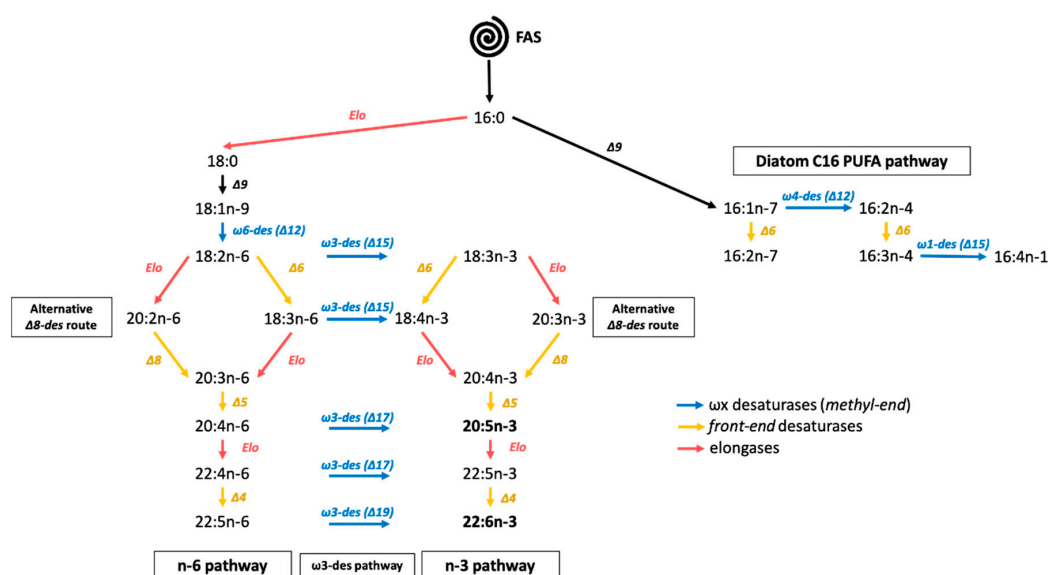 FAS
16:0
Elo
Δ9
18:0
Δ9
Diatom C16 PUFA pathway
18:1n-9
16:1n-7
ω4-des (Δ12)
16:2n-4
ω6-des (Δ12)
Δ6
Δ6
18:2n-6
ω3-des (Δ15)
18:3n-3
16:2n-7
16:3n-4
ω1-des (Δ15)
16:4n-1
Elo
Δ6
Δ6
Elo
Alternative
Δ8-des route
20:2n-6
18:3n-6
ω3-des (Δ15)
18:4n-3
20:3n-3
Alternative
Δ8-des route
Δ8
Elo
Elo
Δ8
20:3n-6
20:4n-3
Δ5
Δ5
20:4n-6
ω3-des (Δ17)
20:5n-3
Elo
Elo
22:4n-6
ω3-des (Δ17)
22:5n-3
Δ4
Δ4
22:5n-6
ω3-des (Δ19)
22:6n-3
ωx desaturases (methyl-end)
front-end desaturases
elongases
n-6 pathway
ω3-des pathway
n-3 pathway